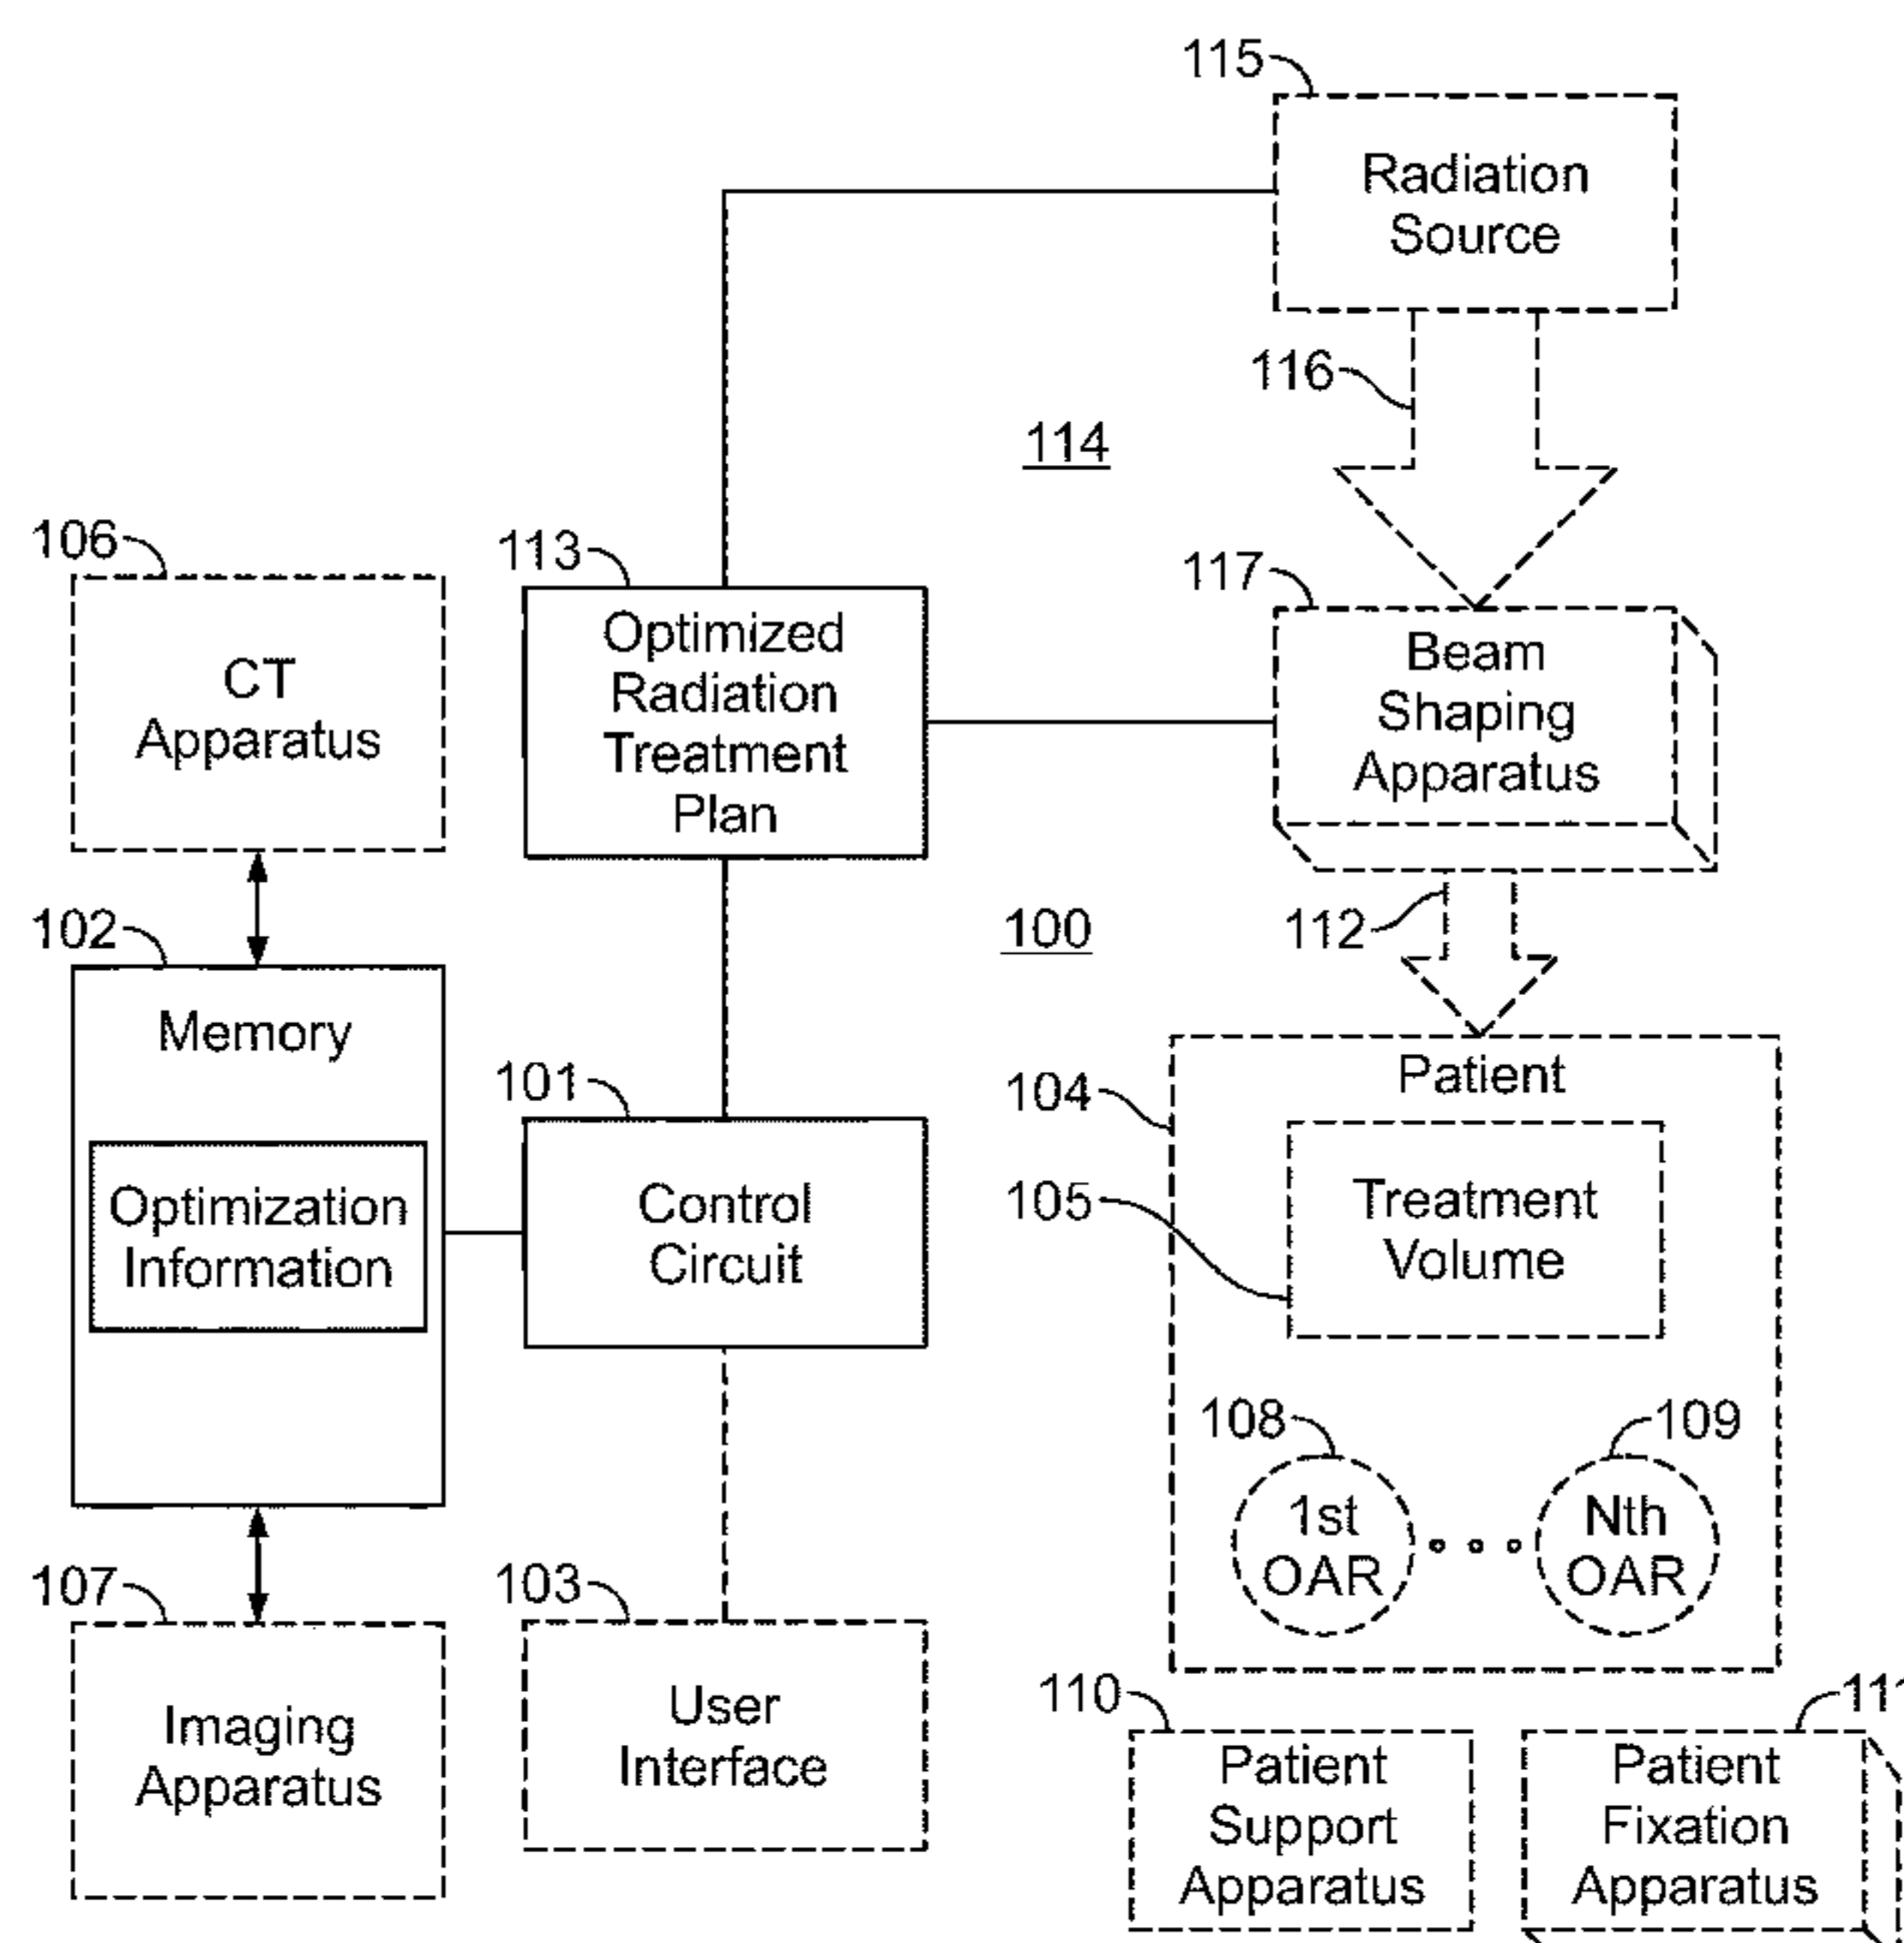 115
Radiation
Source
116
114
106
113
117
CT
Apparatus
Optimized
Radiation
Treatment
Plan
Beam
Shaping
Apparatus
102
100
112
Memory
Optimization
Information
101
Control
Circuit
104
Patient
105
Treatment
Volume
108
109
1st
OAR
Nth
OAR
107
Imaging
Apparatus
103
User
Interface
110
Patient
Support
Apparatus
Patient
Fixation
Apparatus